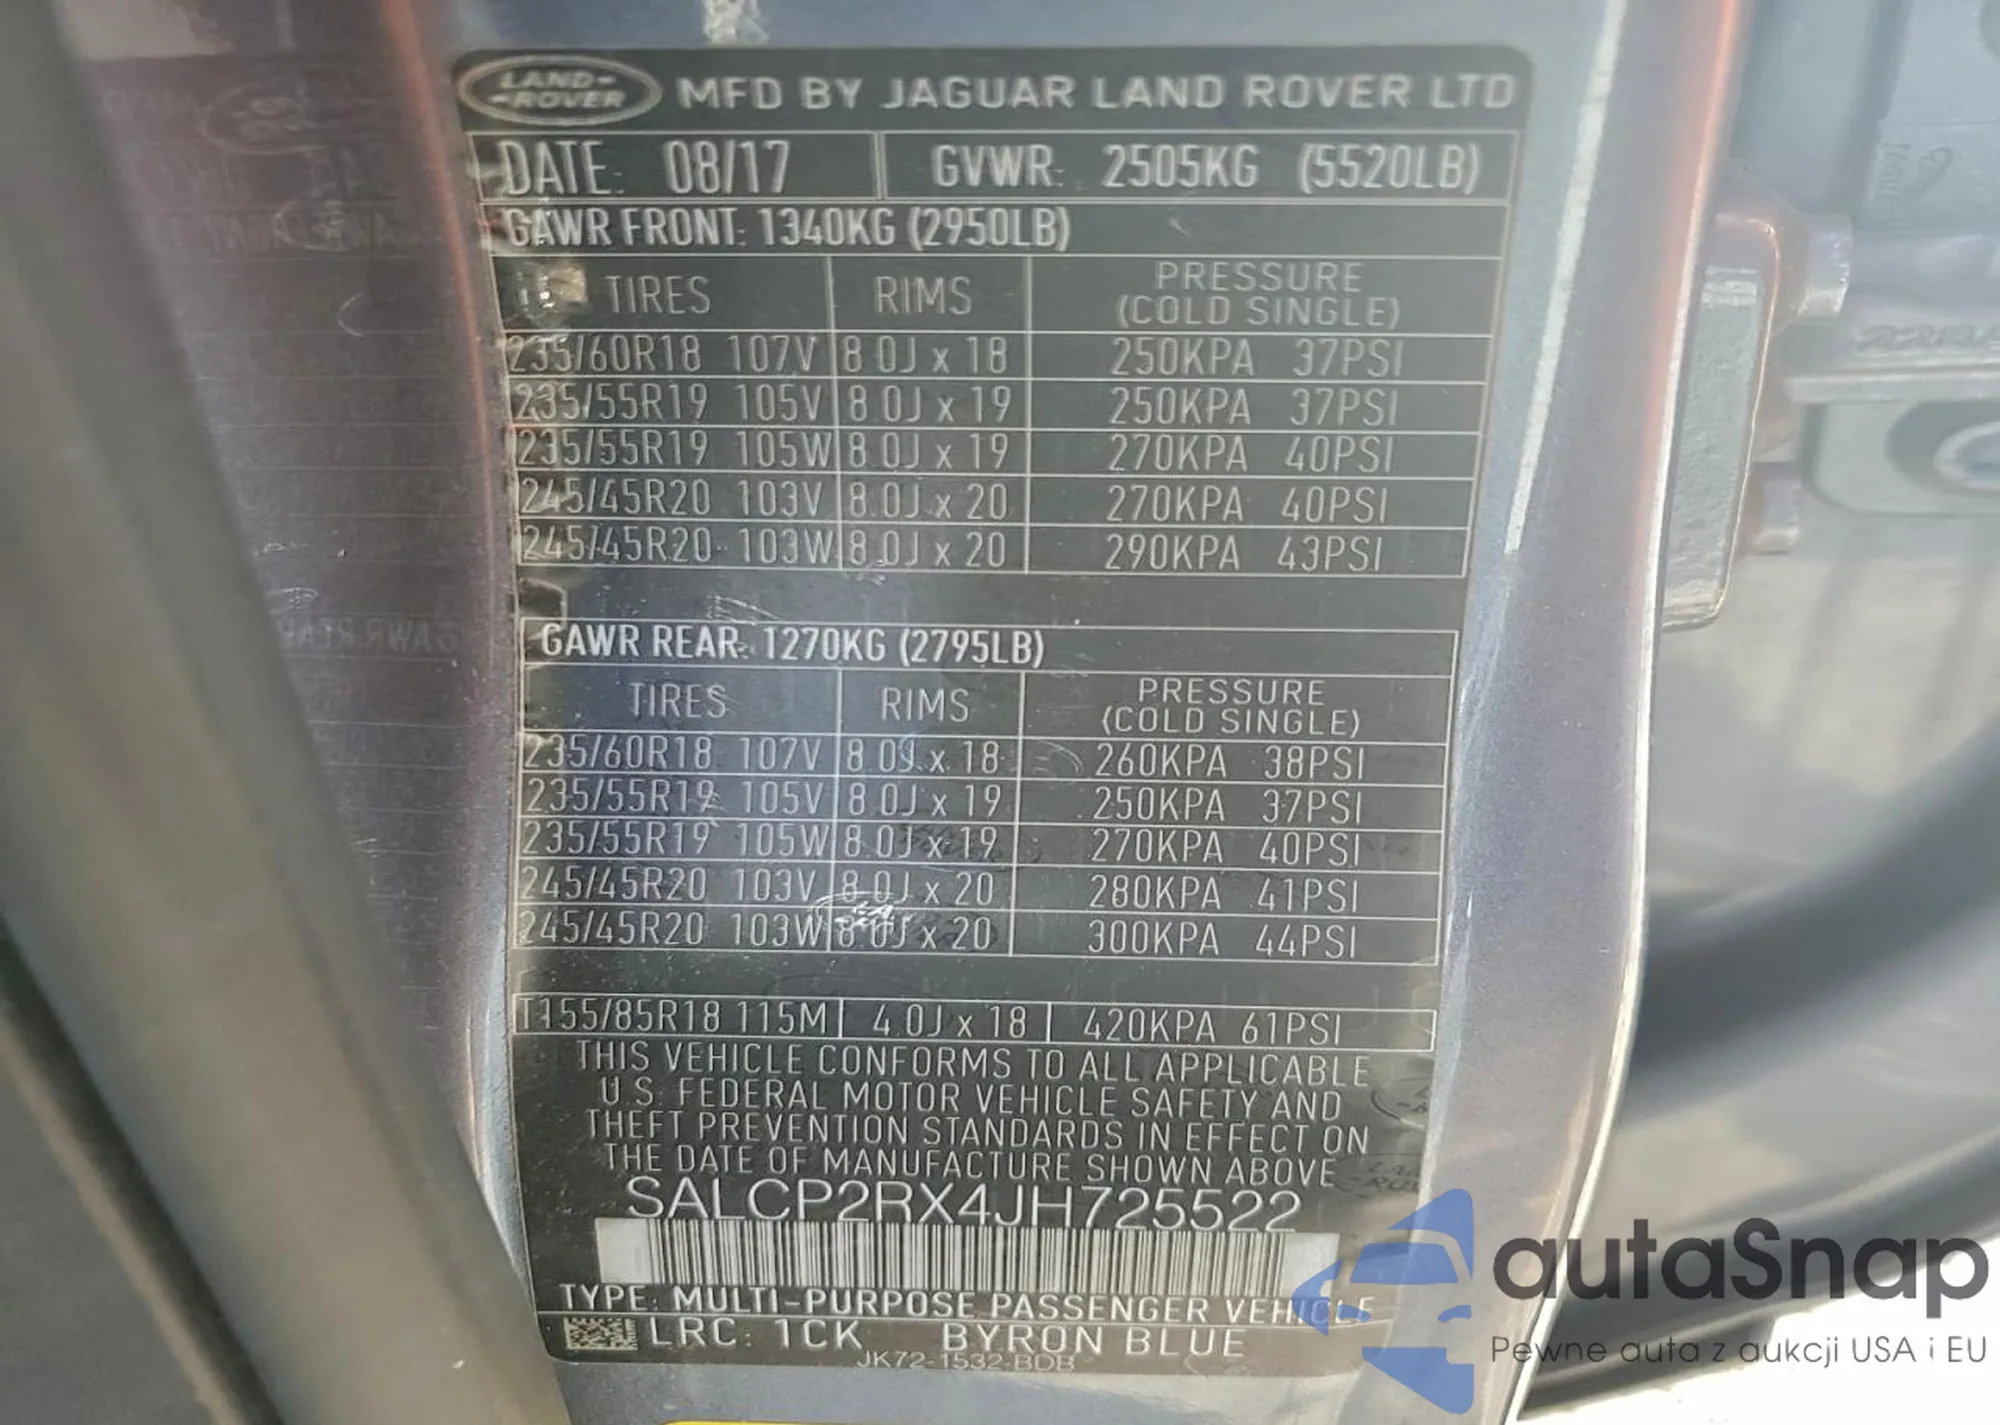 LAND-
-ROVER
MFD BY JAGUAR LAND ROVER LTD
DATE: 08/17 GVWR: 2505KG (5520LB)
GAWR FRONT: 1340KG (2950LB)
TIRES RIMS PRESSURE
(COLD SINGLE)
235/60R18 107V 8.0J x 18 250KPA 37PSI
235/55R19 105V 8.0J x 19 250KPA 37PSI
235/55R19 105W 8.0J x 19 270KPA 40PSI
245/45R20 103V 8.0J x 20 270KPA 40PSI
245/45R20 103W 8.0J x 20 290KPA 43PSI
GAWR REAR: 1270KG (2795LB)
TIRES RIMS PRESSURE
(COLD SINGLE)
235/60R18 107V 8.0J x 18 260KPA 38PSI
235/55R19 105V 8.0J x 19 250KPA 37PSI
235/55R19 105W 8.0J x 19 270KPA 40PSI
245/45R20 103V 8.0J x 20 280KPA 41PSI
245/45R20 103W 8.0J x 20 300KPA 44PSI
T155/85R18 115M 4.0J x 18 420KPA 61PSI
THIS VEHICLE CONFORMS TO ALL APPLICABLE
U.S. FEDERAL MOTOR VEHICLE SAFETY AND
THEFT PREVENTION STANDARDS IN EFFECT ON
THE DATE OF MANUFACTURE SHOWN ABOVE
SALCP2RX4JH725522
TYPE: MULTI-PURPOSE PASSENGER VEHICLE
LRC: 1CK BYRON BLUE
JK72-1532-BDB
autaSnap
Pewne auta z aukcji USA i EU